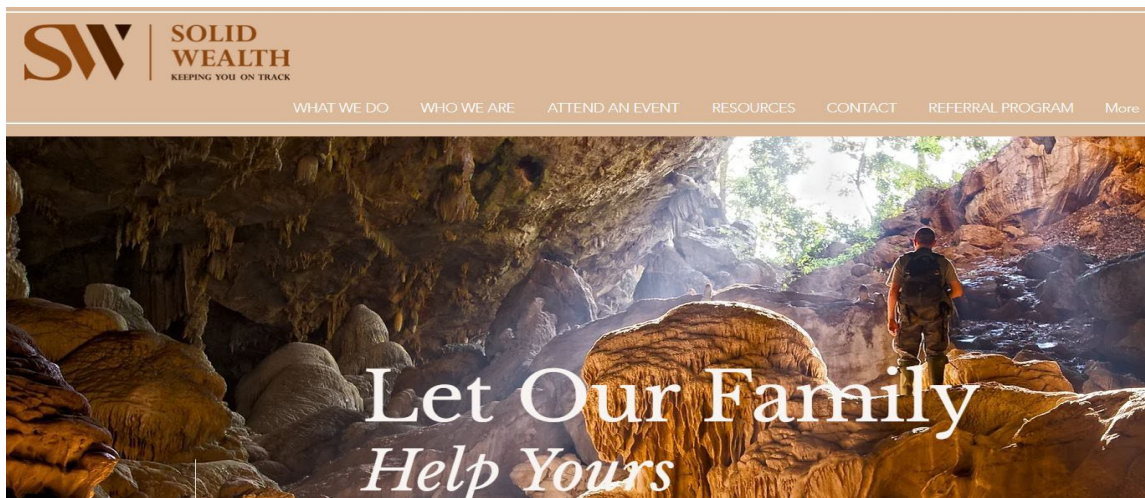 SW
SOLID
WEALTH
KEEPING YOU ON TRACK
WHAT WE DO WHO WE ARE ATTEND AN EVENT RESOURCES CONTACT REFERRAL PROGRAM More
Let Our Family
Help Yours